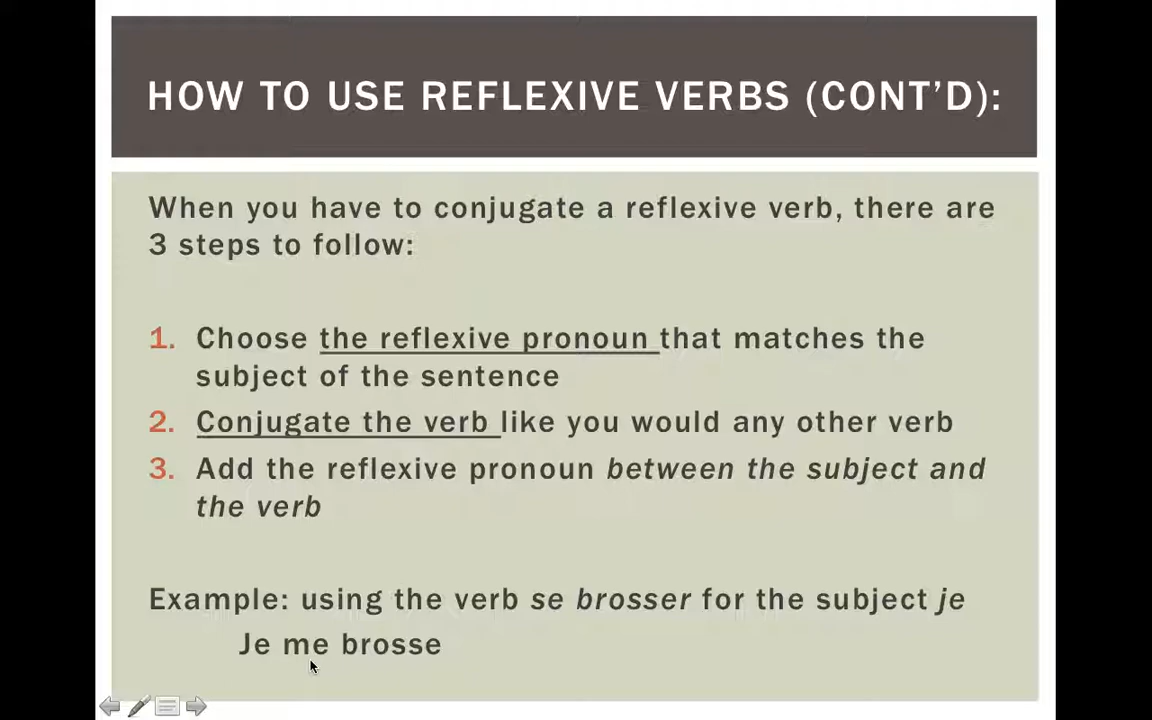 HOW TO USE REFLEXIVE VERBS (CONT'D):
When you have to conjugate a reflexive verb, there are
3 steps to follow:
1. Choose the reflexive pronoun that matches the
subject of the sentence
2. Conjugate the verb like you would any other verb
3. Add the reflexive pronoun between the subject and
the verb
Example: using the verb se brosser for the subject je
Je me brosse